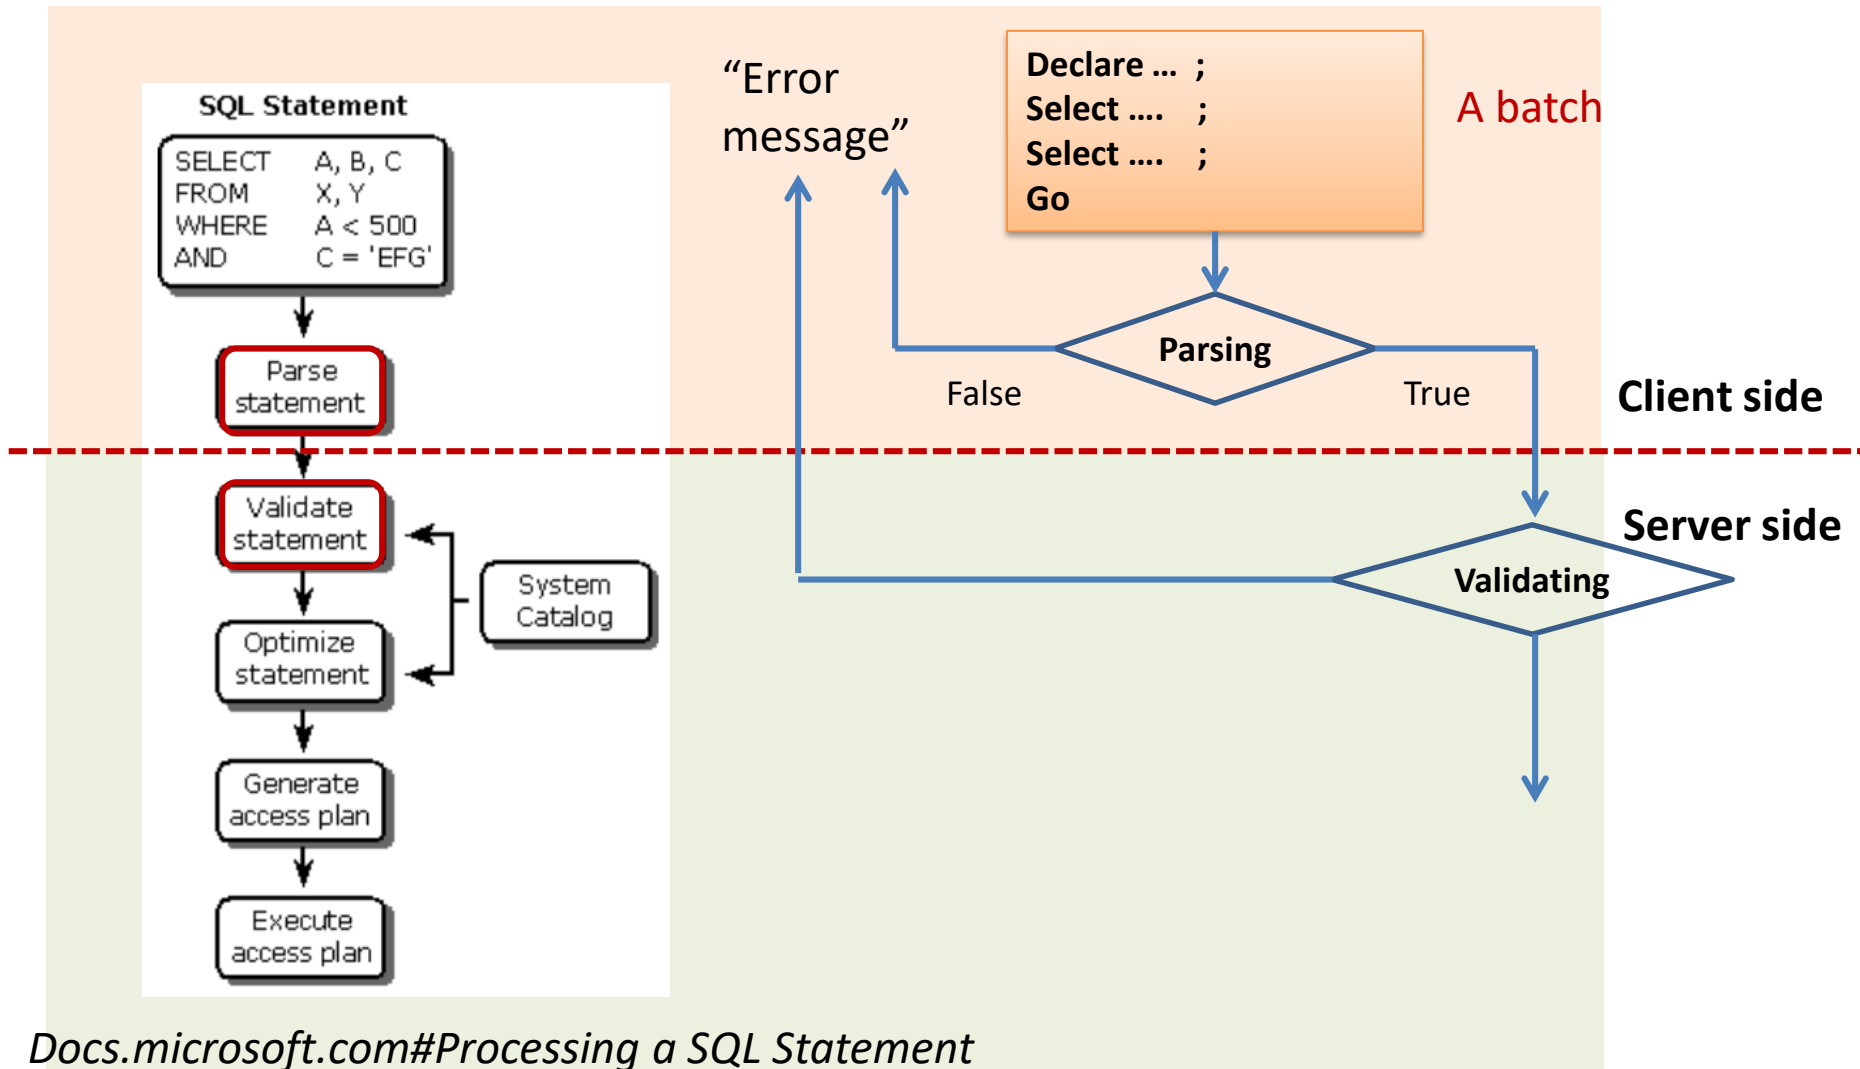 SQL Statement
SELECT A, B, C
FROM X, Y
WHERE A < 500
AND C = 'EFG'
Parse
statement
Validate
statement
System
Catalog
Optimize
statement
Generate
access plan
Execute
access plan
“Error
message”
Declare … ;
Select …. ;
Select …. ;
Go
A batch
Parsing
False
True
Client side
Server side
Validating
Docs.microsoft.com#Processing a SQL Statement